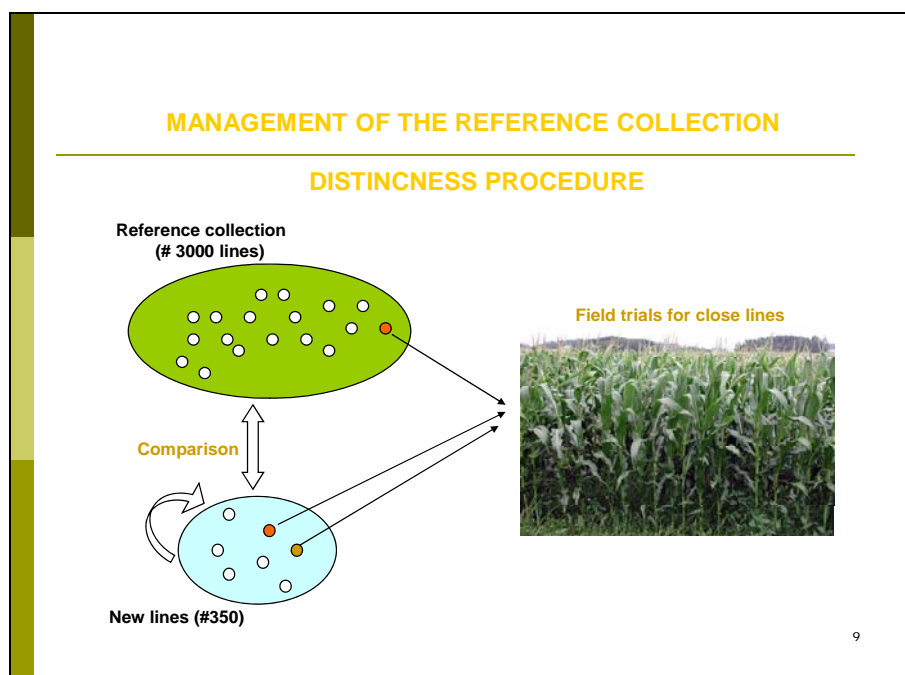 MANAGEMENT OF THE REFERENCE COLLECTION
DISTINCNESS PROCEDURE
Reference collection
(# 3000 lines)
Field trials for close lines
Comparison
New lines (#350)
9